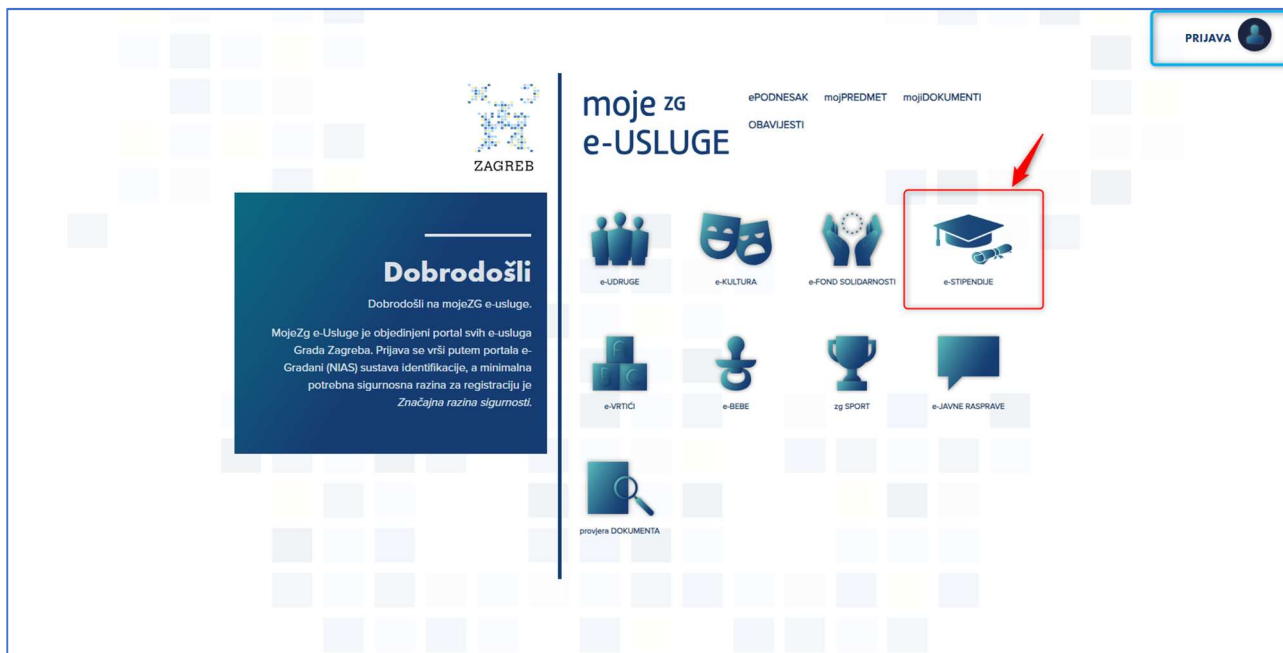 PRIJAVA
ZAGREB
moje ZG
e-USLUGE
ePODNESAK mojPREDMET mojiDOKUMENTI
OBAVIJESTI
Dobrodošli
Dobrodošli na mojeZG e-usluge.
MojeZg e-Usluge je objedinjeni portal svih e-usluga
Grada Zagreba. Prijava se vrši putem portala e-
Građani (NIAS) sustava identifikacije, a minimalna
potrebna sigurnosna razina za registraciju je
Značajna razina sigurnosti.
e-UDRUGE e-KULTURA e-FOND SOLIDARNOSTI e-STIPENDIJE
A
B C
e-VRTIĆI e-BEBE zg SPORT e-JAVNE RASPRAVE
provjera DOKUMENTA